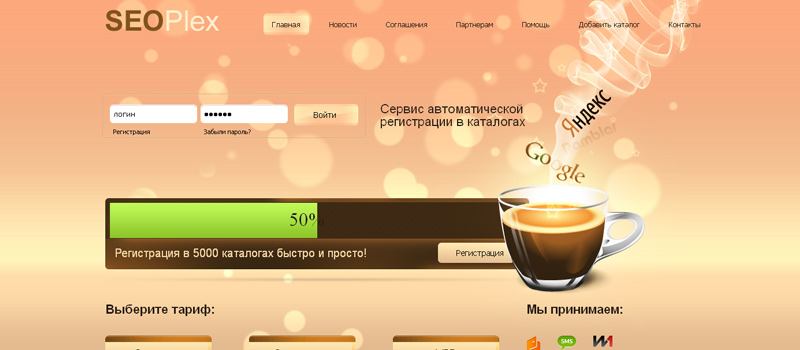 SEOPlex
Главная Новости Соглашения Партнерам Помощь Добавить каталог Контакты
логин
Войти
Регистрация Забыли пароль?
Сервис автоматической
регистрации в каталогах
Яндекс
Rambler
Google
50%
Регистрация в 5000 каталогах быстро и просто!
Регистрация
Выберите тариф:
Мы принимаем:
SMS